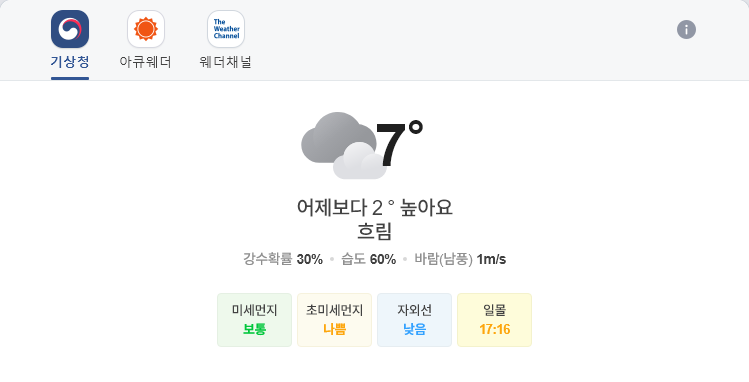 The
Weather
Channel
기상청 아큐웨더 웨더채널
7°
어제보다 2 ° 높아요
흐림
강수확률 30% • 습도 60% • 바람(남풍) 1m/s
미세먼지 초미세먼지 자외선 일몰
보통 나쁨 낮음 17:16